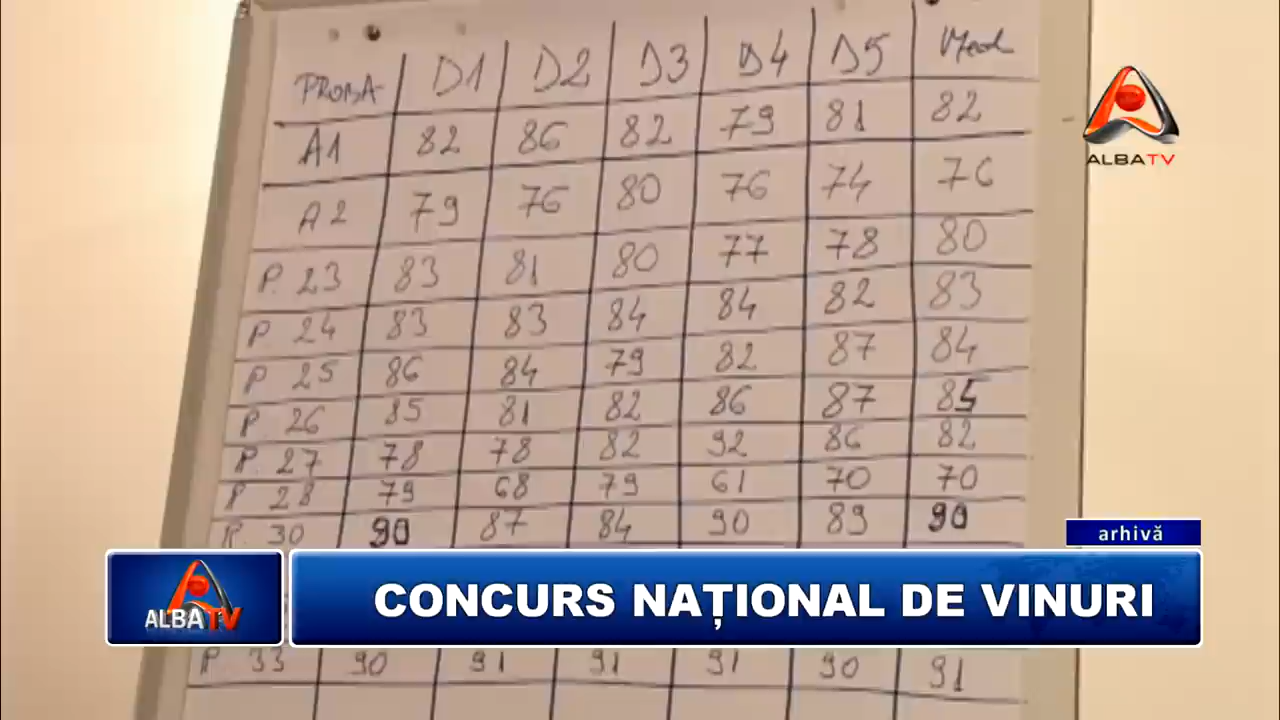 PROBA D1 D2 D3 D4 D5 Med
A1 82 86 82 79 81 82
A2 79 76 80 76 74 76
P. 23 83 81 80 77 78 80
P 24 83 83 84 84 82 83
P 25 86 84 79 82 87 84
P. 26 85 81 82 86 87 85
P. 27 78 78 82 92 86 82
P 28 79 68 79 61 70 70
P. 30 90 87 84 90 89 90
P 33 90 91 91 91 90 91
ALBATV
arhivă
ALBATV
CONCURS NAȚIONAL DE VINURI